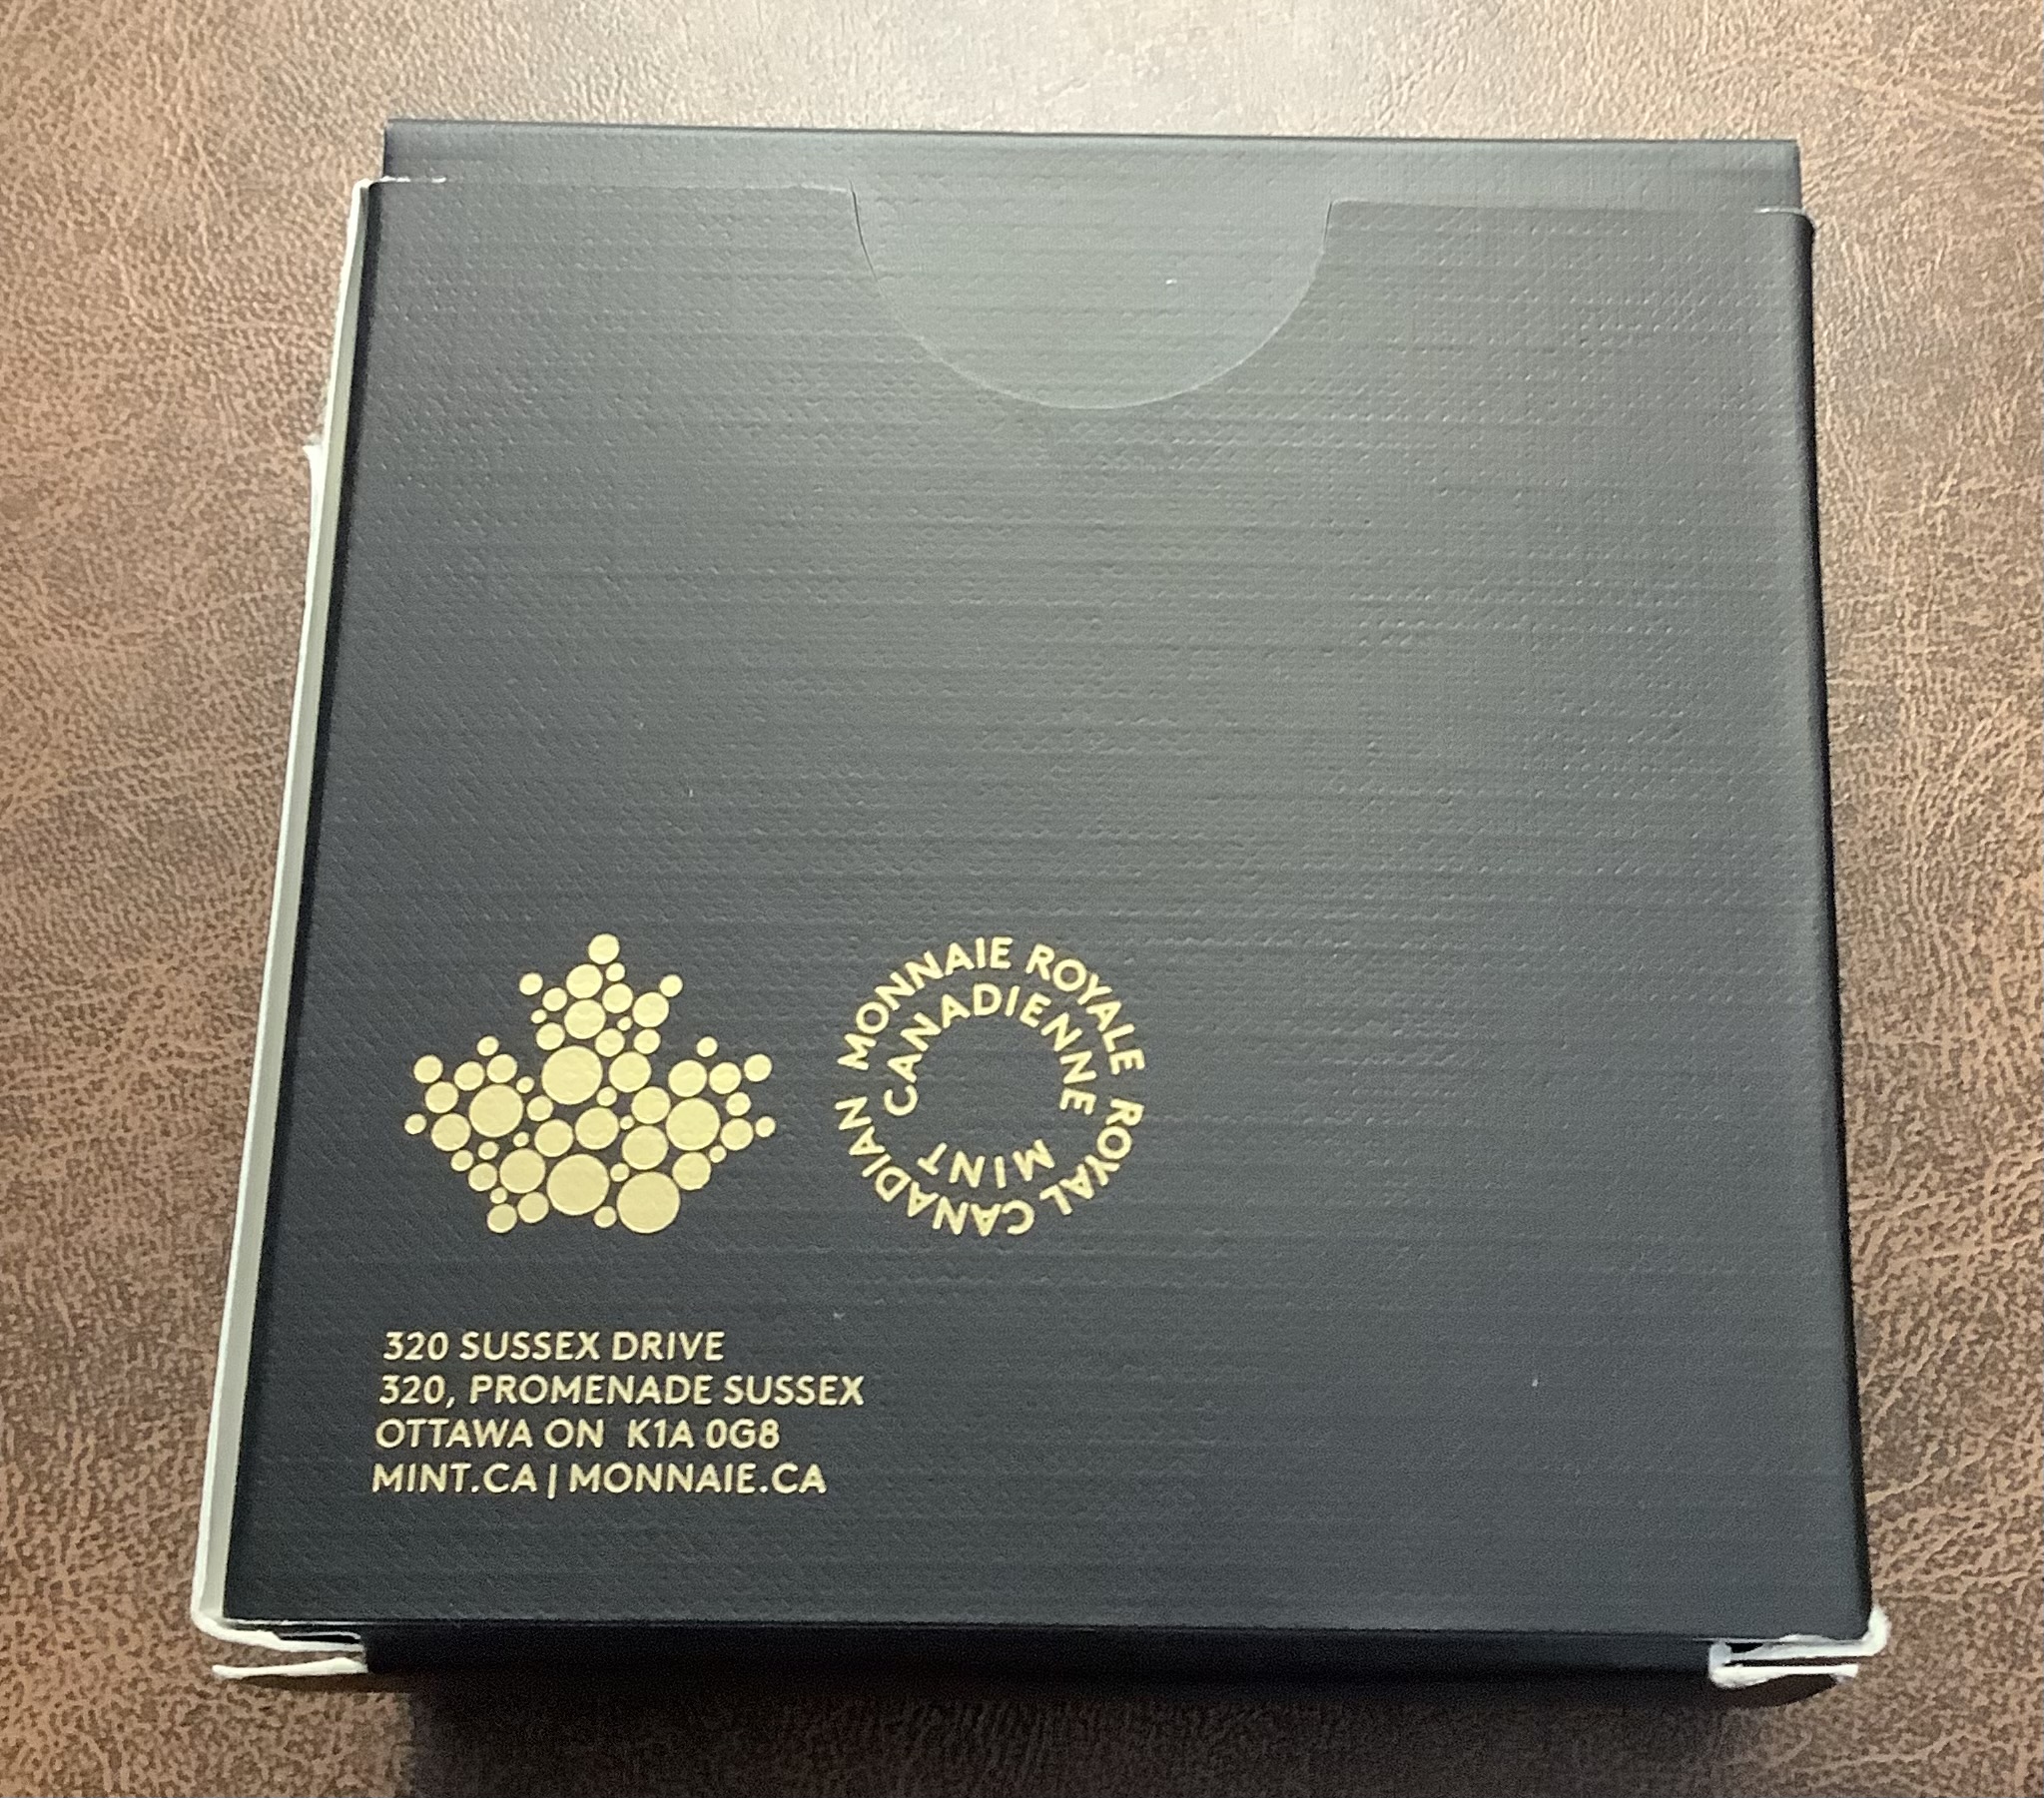 MONNAIE ROYALE
CANADIENNE
ROYAL CANADIAN
MINT
320 SUSSEX DRIVE
320, PROMENADE SUSSEX
OTTAWA ON K1A 0G8
MINT.CA | MONNAIE.CA